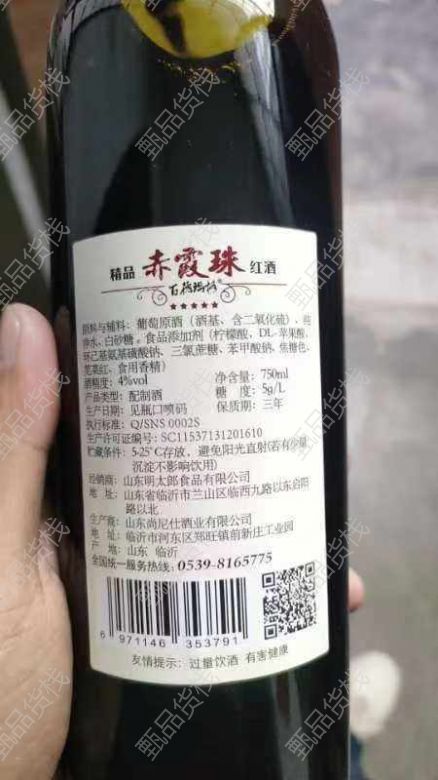 精品 赤霞珠 红酒
★★★★★
原料与辅料：葡萄原酒（酒基、含二氧化硫）、纯
净水、白砂糖。食品添加剂（柠檬酸、DL-苹果酸、
环己基氨基磺酸钠、三氯蔗糖、苯甲酸钠、焦糖色、
苋菜红、食用香精）
酒精度：4%vol 净含量：750ml
产品类型：配制酒 糖 度：5g/L
生产日期：见瓶口喷码 保质期：三年
执行标准：Q/SNS 0002S
生产许可证编号：SC11537131201610
贮藏条件：5-25°C存放，避免阳光直射(若有少量
沉淀不影响饮用)
经销商：山东明太郎食品有限公司
地 址：山东省临沂市兰山区临西九路以东启阳
路以北
生产商：山东尚尼仕酒业有限公司
地 址：临沂市河东区郑旺镇前新庄工业园
产 地：山东 临沂
全国统一服务热线:0539-8165775
6 971146 353791
友情提示：过量饮酒 有害健康
甄品货栈